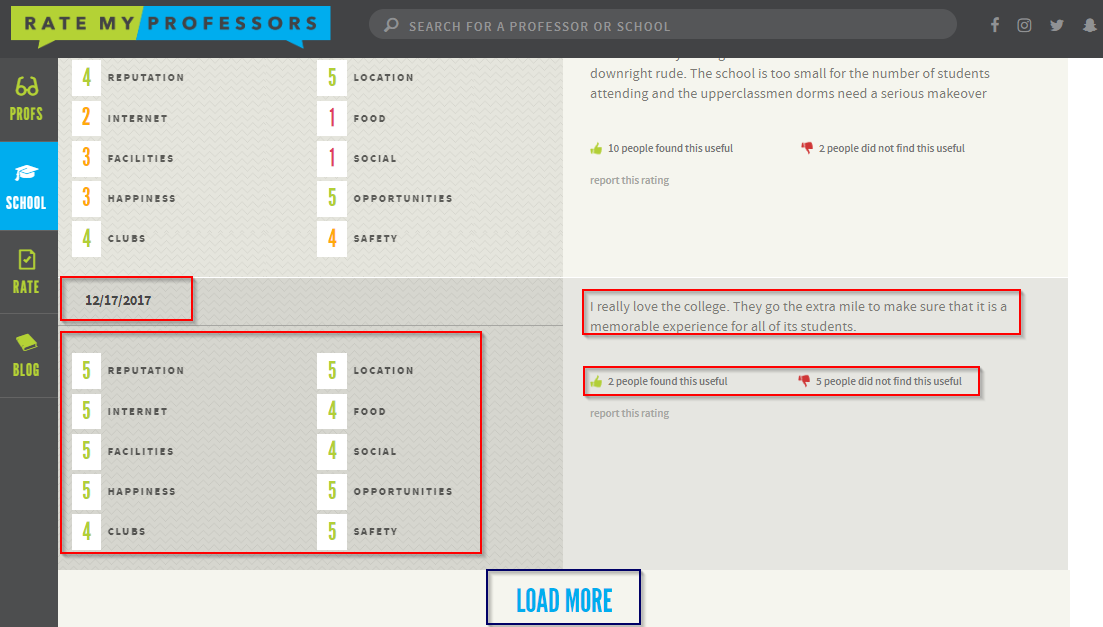 RATE MY PROFESSORS
SEARCH FOR A PROFESSOR OR SCHOOL
PROFS
SCHOOL
RATE
BLOG
4 REPUTATION 5 LOCATION
2 INTERNET 1 FOOD
3 FACILITIES 1 SOCIAL
3 HAPPINESS 5 OPPORTUNITIES
4 CLUBS 4 SAFETY
downright rude. The school is too small for the number of students
attending and the upperclassmen dorms need a serious makeover
10 people found this useful 2 people did not find this useful
report this rating
12/17/2017
5 REPUTATION 5 LOCATION
5 INTERNET 4 FOOD
5 FACILITIES 4 SOCIAL
5 HAPPINESS 5 OPPORTUNITIES
4 CLUBS 5 SAFETY
I really love the college. They go the extra mile to make sure that it is a
memorable experience for all of its students.
2 people found this useful 5 people did not find this useful
report this rating
LOAD MORE